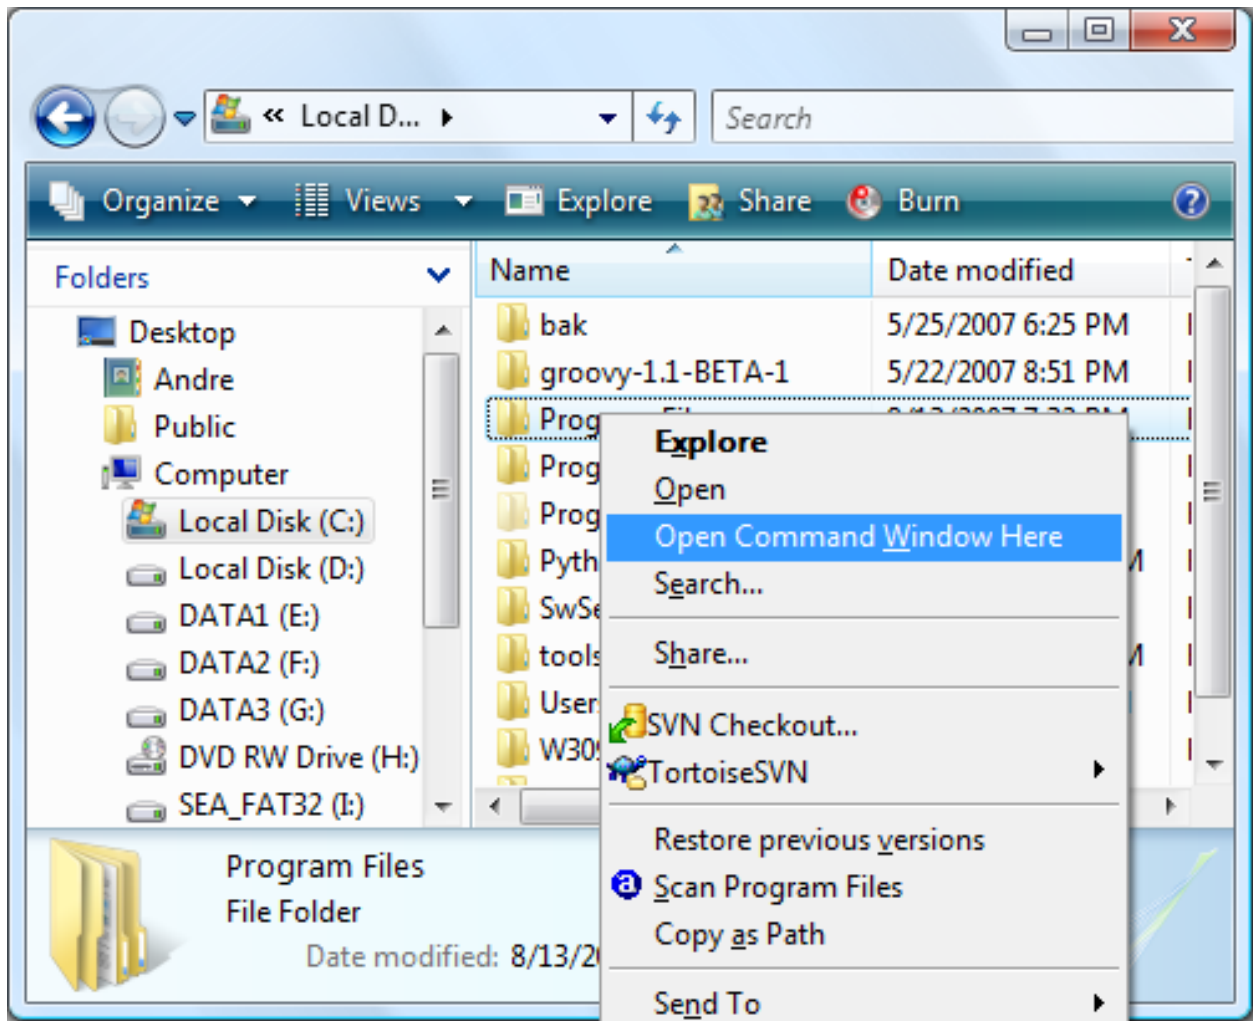 Local D...
Search
Organize
Views
Explore
Share
Burn
Folders
Name
Date modified
Desktop
Andre
Public
Computer
Local Disk (C:)
Local Disk (D:)
DATA1 (E:)
DATA2 (F:)
DATA3 (G:)
DVD RW Drive (H:)
SEA_FAT32 (I:)
bak 5/25/2007 6:25 PM
groovy-1.1-BETA-1 5/22/2007 8:51 PM
Prog
Prog
Prog
Pyth
SwSe
tools
User
W309
Explore
Open
Open Command Window Here
Search...
Share...
SVN Checkout...
TortoiseSVN
Restore previous versions
Scan Program Files
Copy as Path
Send To
Program Files
File Folder
Date modified: 8/13/20